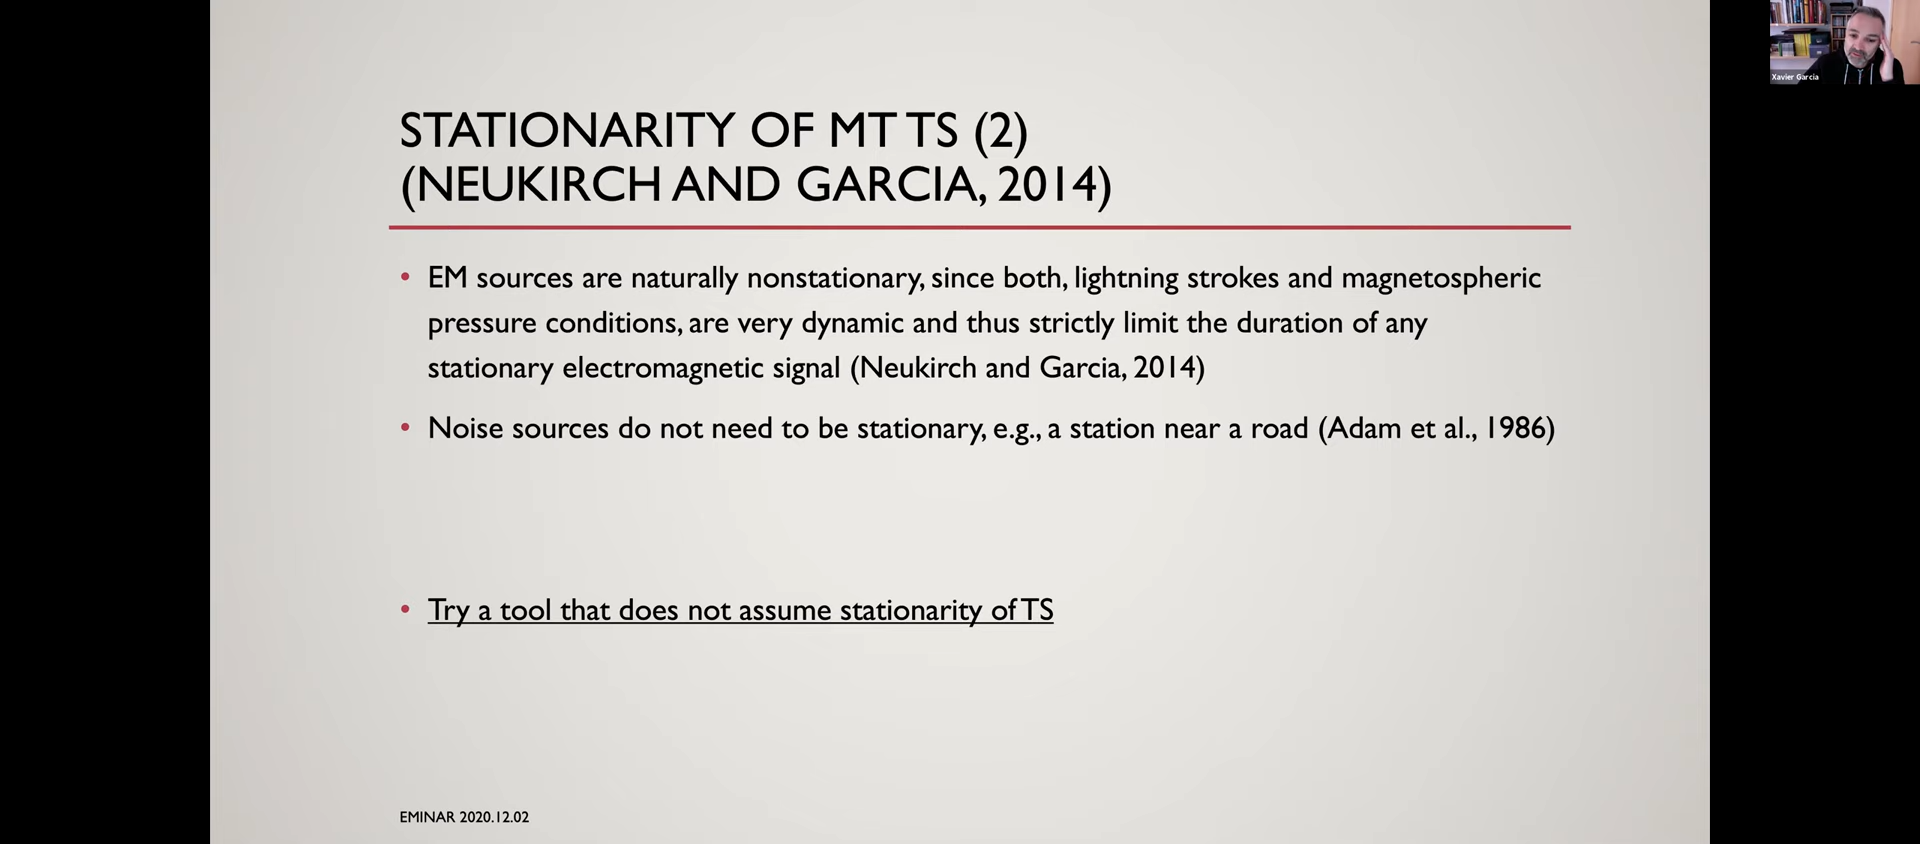 STATIONARITY OF MT TS (2)
(NEUKIRCH AND GARCIA, 2014)
• EM sources are naturally nonstationary, since both, lightning strokes and magnetospheric
pressure conditions, are very dynamic and thus strictly limit the duration of any
stationary electromagnetic signal (Neukirch and Garcia, 2014)
• Noise sources do not need to be stationary, e.g., a station near a road (Adam et al., 1986)
• Try a tool that does not assume stationarity of TS
EMINAR 2020.12.02
Xavier Garcia